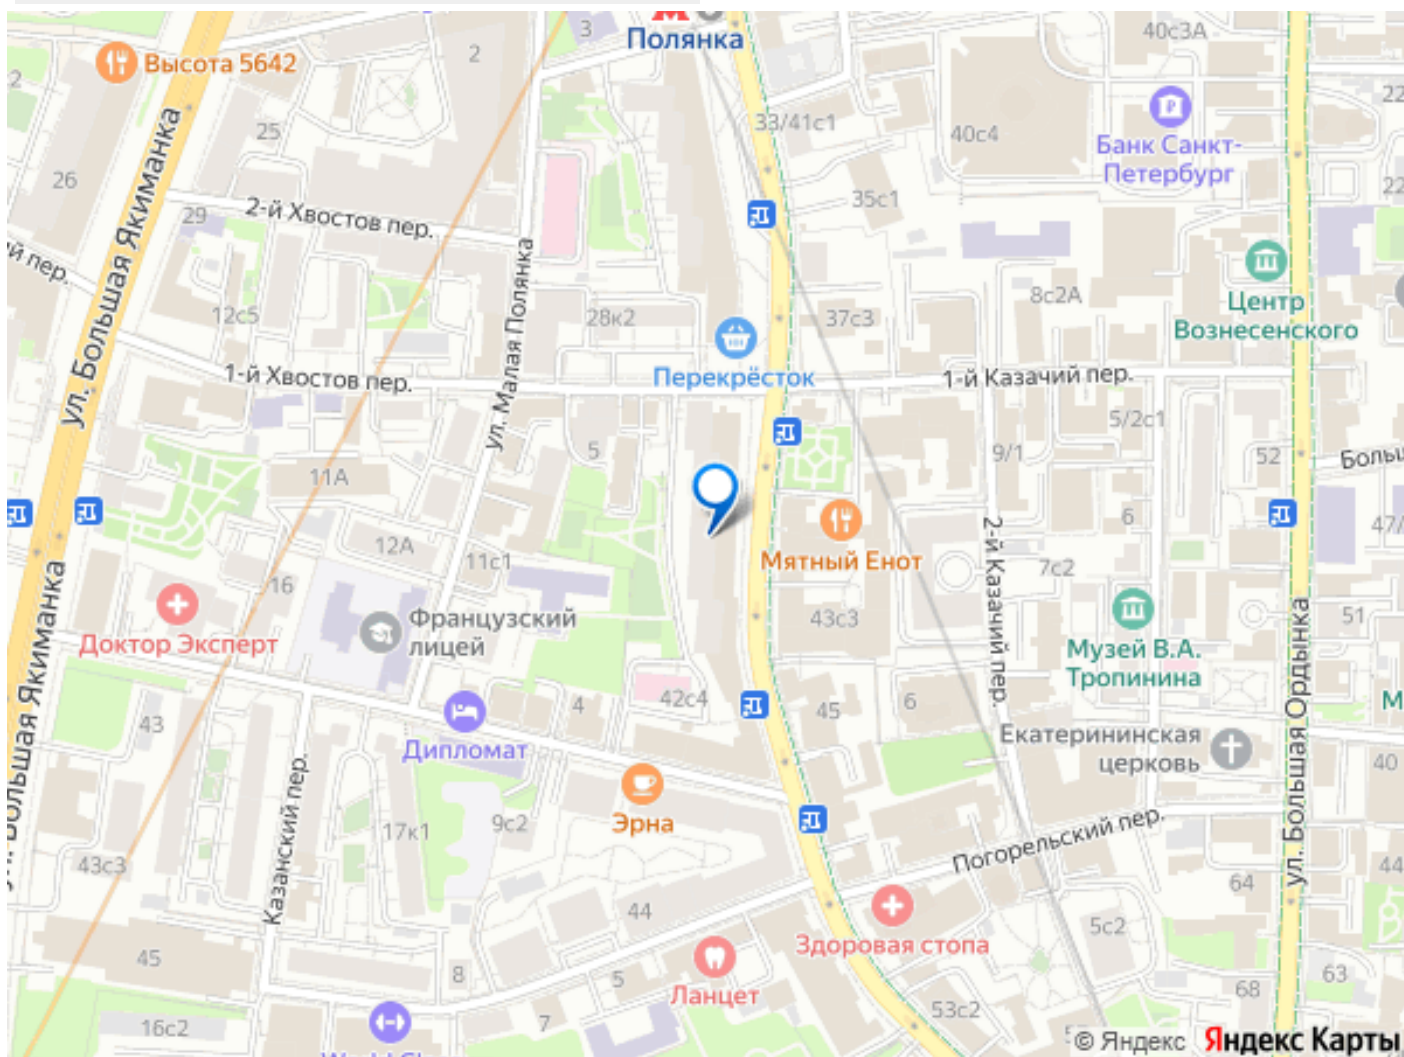 Полянка
3
2
40с3А
Высота 5642
2
25
26
33/41с1
40с4
Банк Санкт-
Петербург
22
22
35с1
29
2-й Хвостов пер.
ул. Большая Якиманка
й пер.
ул. Малая Полянка
12с5
28к2
37с3
8с2А
Центр
Вознесенского
Перекрёсток
1-й Хвостов пер.
1-й Казачий пер.
5/2с1
5
9/1
52
Больш
11А
6
47/
12А
11с1
Мятный Енот
2-й Казачий пер.
7с2
16
43с3
51
Доктор Эксперт
Французский
лицей
Музей В.А.
Тропинина
ул. Большая Якиманка
ул. Большая Ордынка
42с4
4
45
6
М
43
Дипломат
Екатерининская
церковь
40
Казанский пер.
Эрна
9с2
17к1
Погорельский пер.
43с3
44
64
44
Здоровая стопа
5с2
45
8
5
Ланцет
63
68
53с2
16с2
7
5
© Яндекс Яндекс Карты